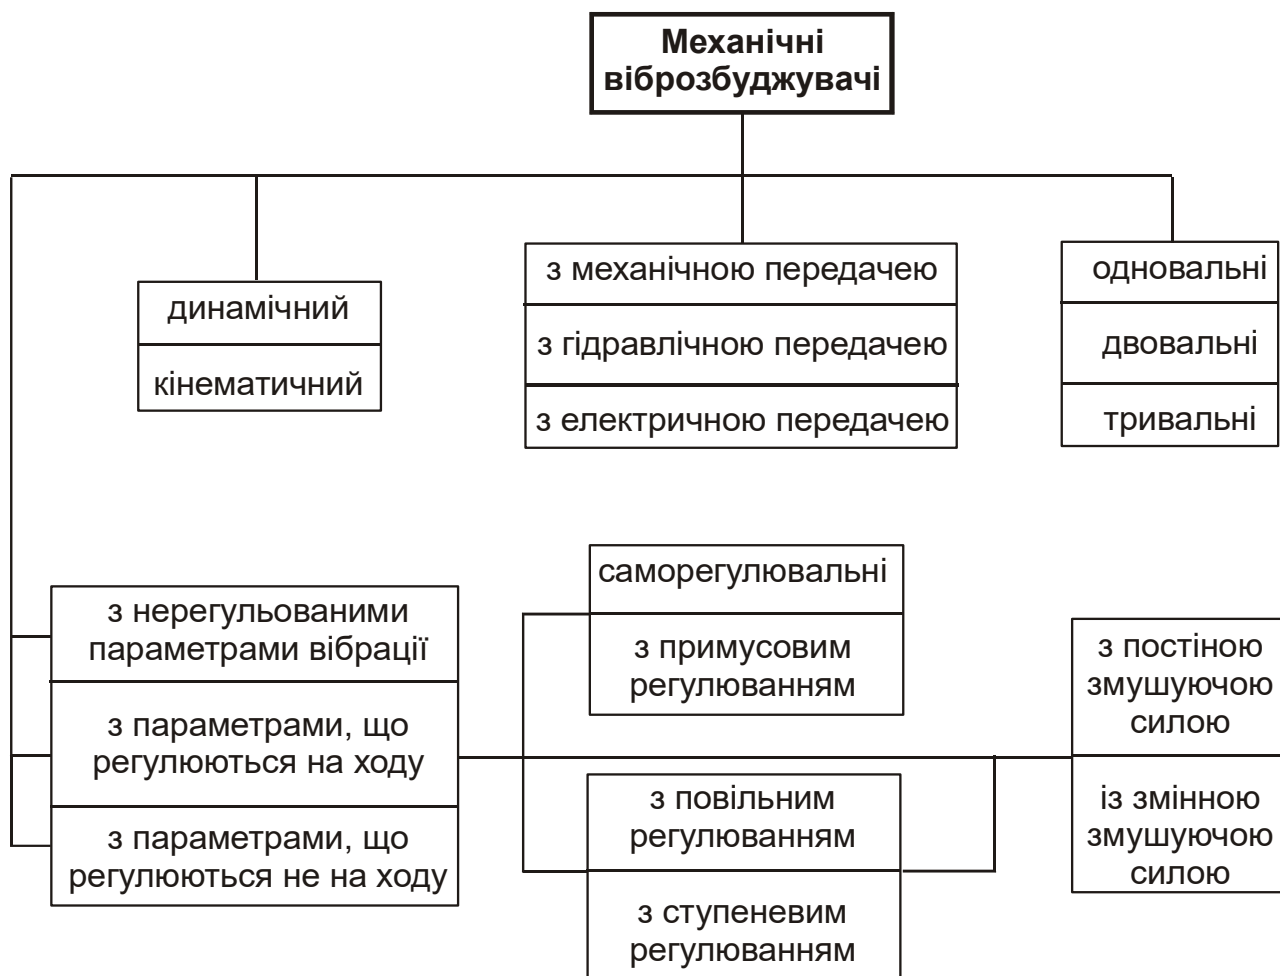 Механічні
віброзбуджувачі
динамічний
кінематичний
з механічною передачею
з гідравлічною передачею
з електричною передачею
одновальні
двовальні
тривальні
з нерегульованими
параметрами вібрації
з параметрами, що
регулюються на ходу
з параметрами, що
регулюються не на ходу
саморегулювальні
з примусовим
регулюванням
з повільним
регулюванням
з ступеневим
регулюванням
з постіною
змушуючою
силою
із змінною
змушуючою
силою